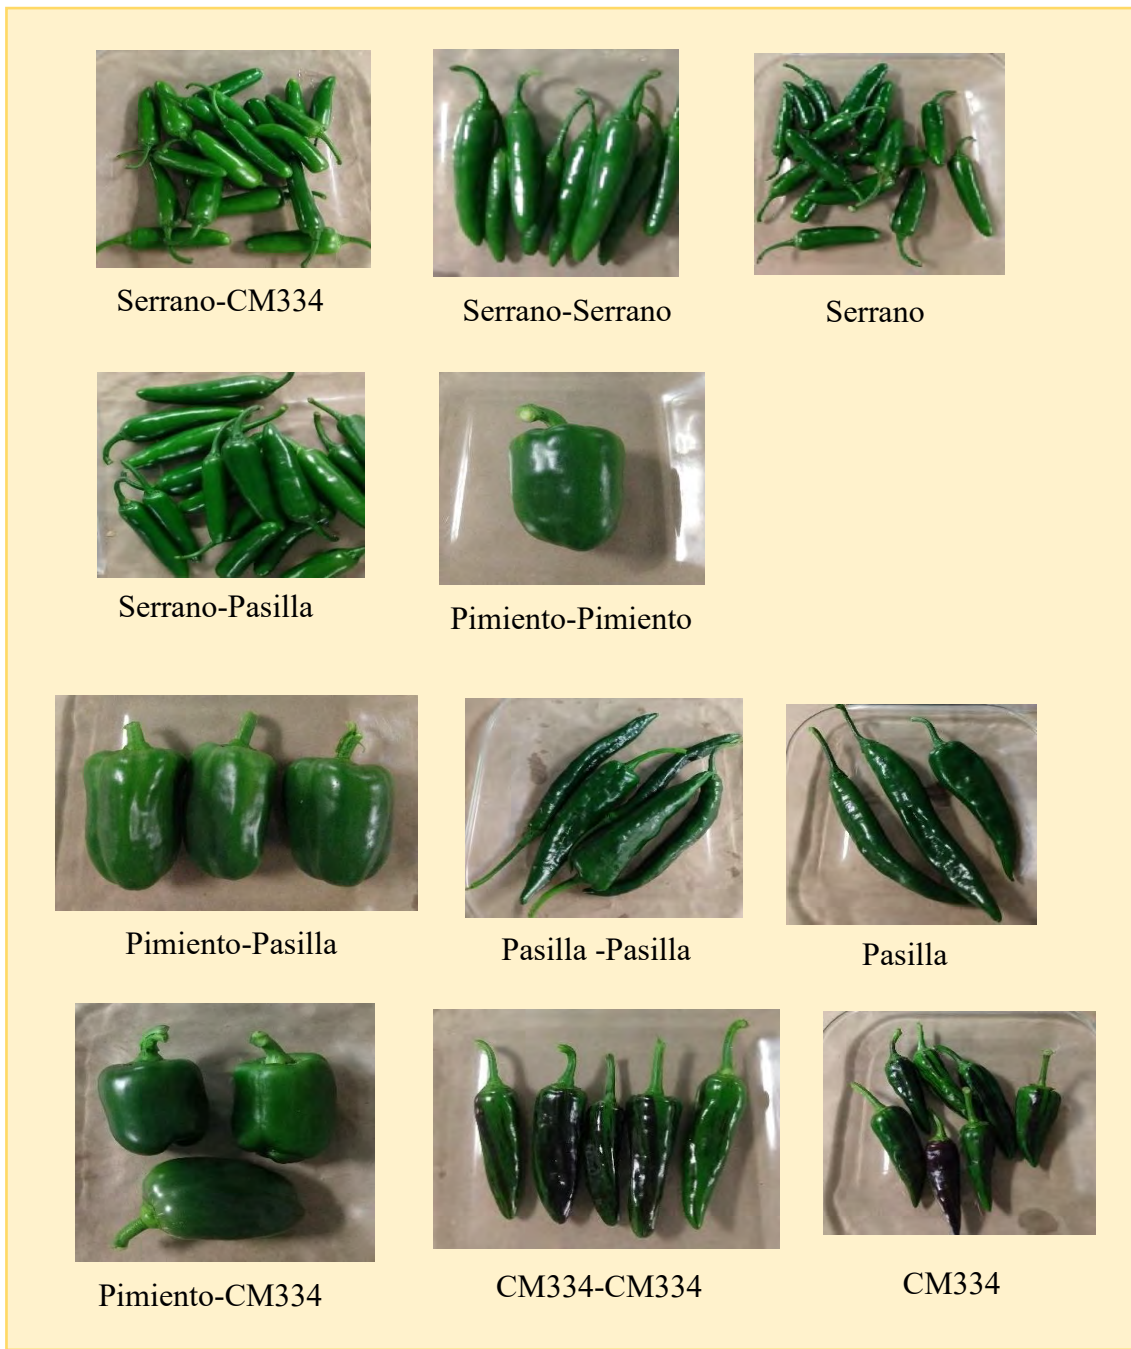 Serrano-CM334
Serrano-Serrano
Serrano
Serrano-Pasilla
Pimiento-Pimiento
Pimiento-Pasilla
Pasilla -Pasilla
Pasilla
Pimiento-CM334
CM334-CM334
CM334